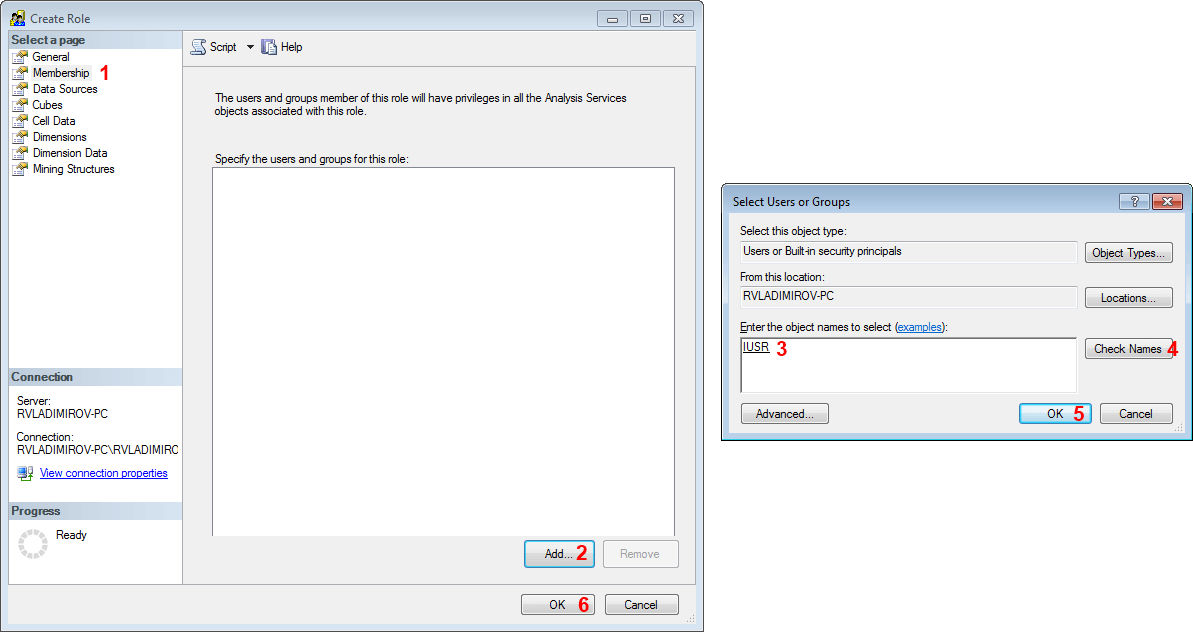 Create Role
Select a page
General
Membership 1
Data Sources
Cubes
Cell Data
Dimensions
Dimension Data
Mining Structures
Connection
Server:
RVLADIMIROV-PC
Connection:
RVLADIMIROV-PC\RVLADIMIRO
View connection properties
Progress
Ready
Script Help
The users and groups member of this role will have privileges in all the Analysis Services
objects associated with this role.
Specify the users and groups for this role:
Add... 2 Remove
OK 6 Cancel
Select Users or Groups ?
Select this object type:
Users or Built-in security principals Object Types...
From this location:
RVLADIMIROV-PC Locations...
Enter the object names to select (examples):
IUSR 3 Check Names 4
Advanced... OK 5 Cancel